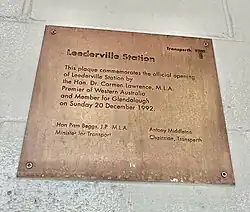 Leederville Station
Transperth
This plaque commemorates the official opening
of Leederville Station by
the Hon. Dr. Carmen Lawrence, M.L.A.
Premier of Western Australia
and Member for Glendalough
on Sunday 20 December 1992
Hon Pam Beggs, J.P. M.L.A.
Minister for Transport
Antony Middleton
Chairman, Transperth